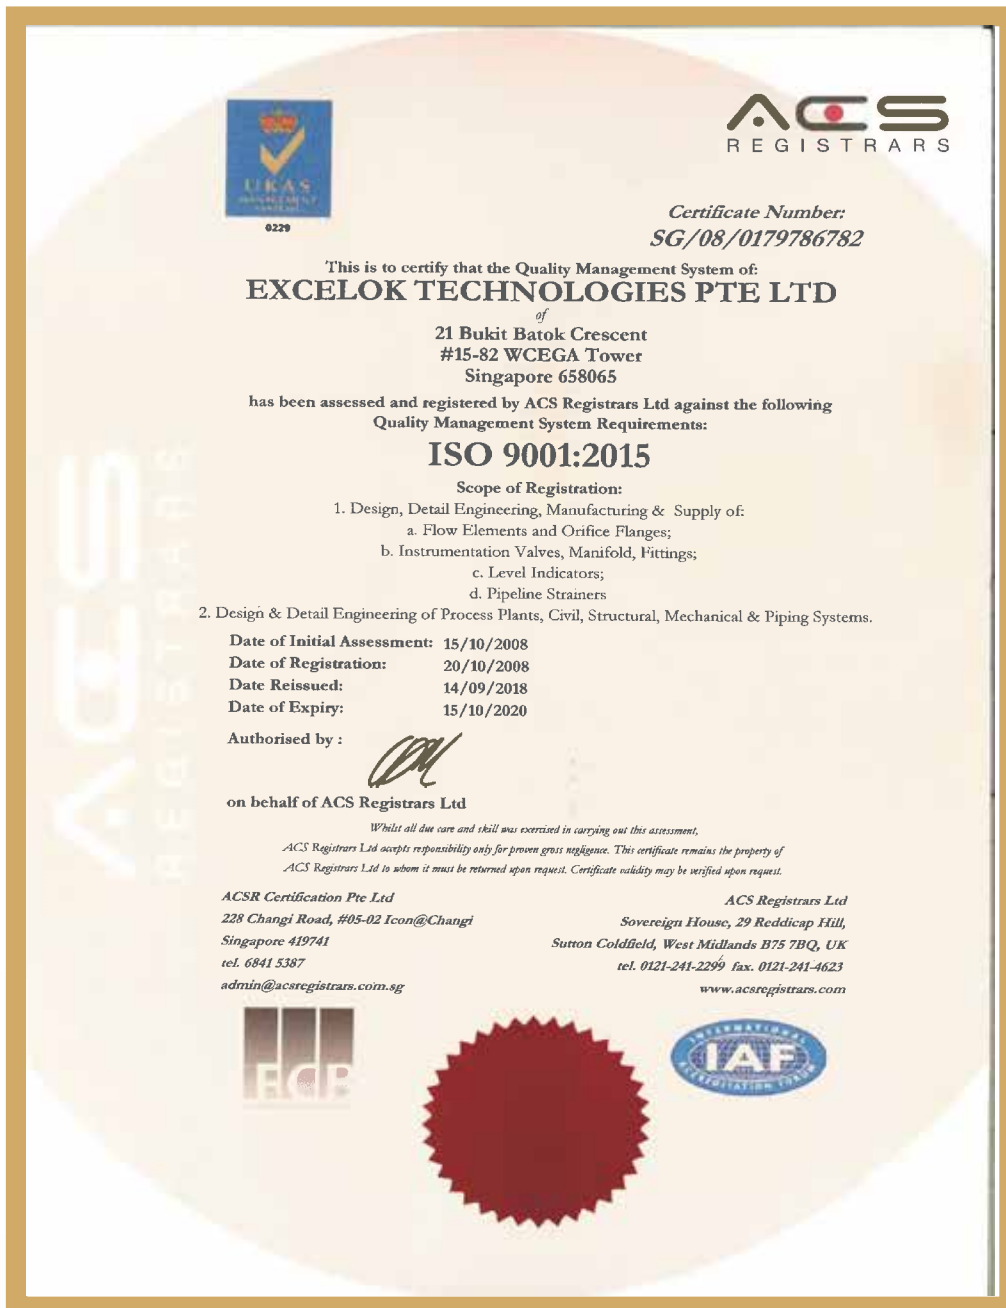 UKAS
MANAGEMENT
SYSTEMS
0229
ACS
REGISTRARS
Certificate Number:
SG/08/0179786782
This is to certify that the Quality Management System of:
EXCELOK TECHNOLOGIES PTE LTD
of
21 Bukit Batok Crescent
#15-82 WCEGA Tower
Singapore 658065
has been assessed and registered by ACS Registrars Ltd against the following
Quality Management System Requirements:
ISO 9001:2015
Scope of Registration:
1. Design, Detail Engineering, Manufacturing & Supply of:
a. Flow Elements and Orifice Flanges;
b. Instrumentation Valves, Manifold, Fittings;
c. Level Indicators;
d. Pipeline Strainers
2. Design & Detail Engineering of Process Plants, Civil, Structural, Mechanical & Piping Systems.
Date of Initial Assessment: 15/10/2008
Date of Registration: 20/10/2008
Date Reissued: 14/09/2018
Date of Expiry: 15/10/2020
Authorised by :
on behalf of ACS Registrars Ltd
Whilst all due care and skill was exercised in carrying out this assessment,
ACS Registrars Ltd accepts responsibility only for proven gross negligence. This certificate remains the property of
ACS Registrars Ltd to whom it must be returned upon request. Certificate validity may be verified upon request.
ACSR Certification Pte Ltd
228 Changi Road, #05-02 Icon@Changi
Singapore 419741
tel. 6841 5387
admin@acsregistrars.com.sg
ACS Registrars Ltd
Sovereign House, 29 Reddicap Hill,
Sutton Coldfield, West Midlands B75 7BQ, UK
tel. 0121-241-2299 fax. 0121-241-4623
www.acsregistrars.com
INTERNATIONAL
IAF
ACCREDITATION FORUM
ACS
REGISTRARS